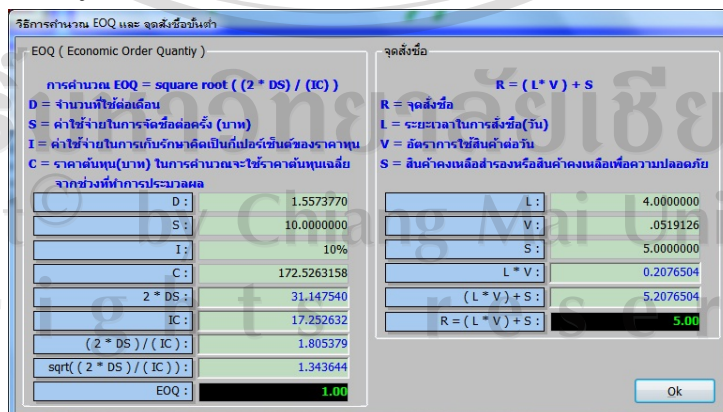 วิธีการคำนวณ EOQ และ จุดสั่งซื้อขั้นต่ำ
EOQ ( Economic Order Quantiy )
การคำนวณ EOQ = square root ( (2 * DS) / (IC) )
D = จำนวนที่ใช้ต่อเดือน
S = ค่าใช้จ่ายในการจัดซื้อต่อครั้ง (บาท)
I = ค่าใช้จ่ายในการเก็บรักษาคิดเป็นกี่เปอร์เซ็นต์ของราคาทุน
C = ราคาต้นทุน(บาท) ในการคำนวณจะใช้ราคาต้นทุนเฉลี่ย
จากช่วงที่ทำการประมวลผล
D : 1.5573770
S : 10.0000000
I : 10%
C : 172.5263158
2 * DS : 31.147540
IC : 17.252632
( 2 * DS ) / ( IC ) : 1.805379
sqrt( ( 2 * DS ) / ( IC ) ) : 1.343644
EOQ : 1.00
จุดสั่งซื้อ
R = ( L* V ) + S
R = จุดสั่งซื้อ
L = ระยะเวลาในการสั่งซื้อ(วัน)
V = อัตราการใช้สินค้าต่อวัน
S = สินค้าคงเหลือสำรองหรือสินค้าคงเหลือเพื่อความปลอดภัย
L : 4.0000000
V : .0519126
S : 5.0000000
L * V : 0.2076504
( L * V ) + S : 5.2076504
R = ( L * V ) + S : 5.00
Ok
by Chiang Mai Uni
ights reser